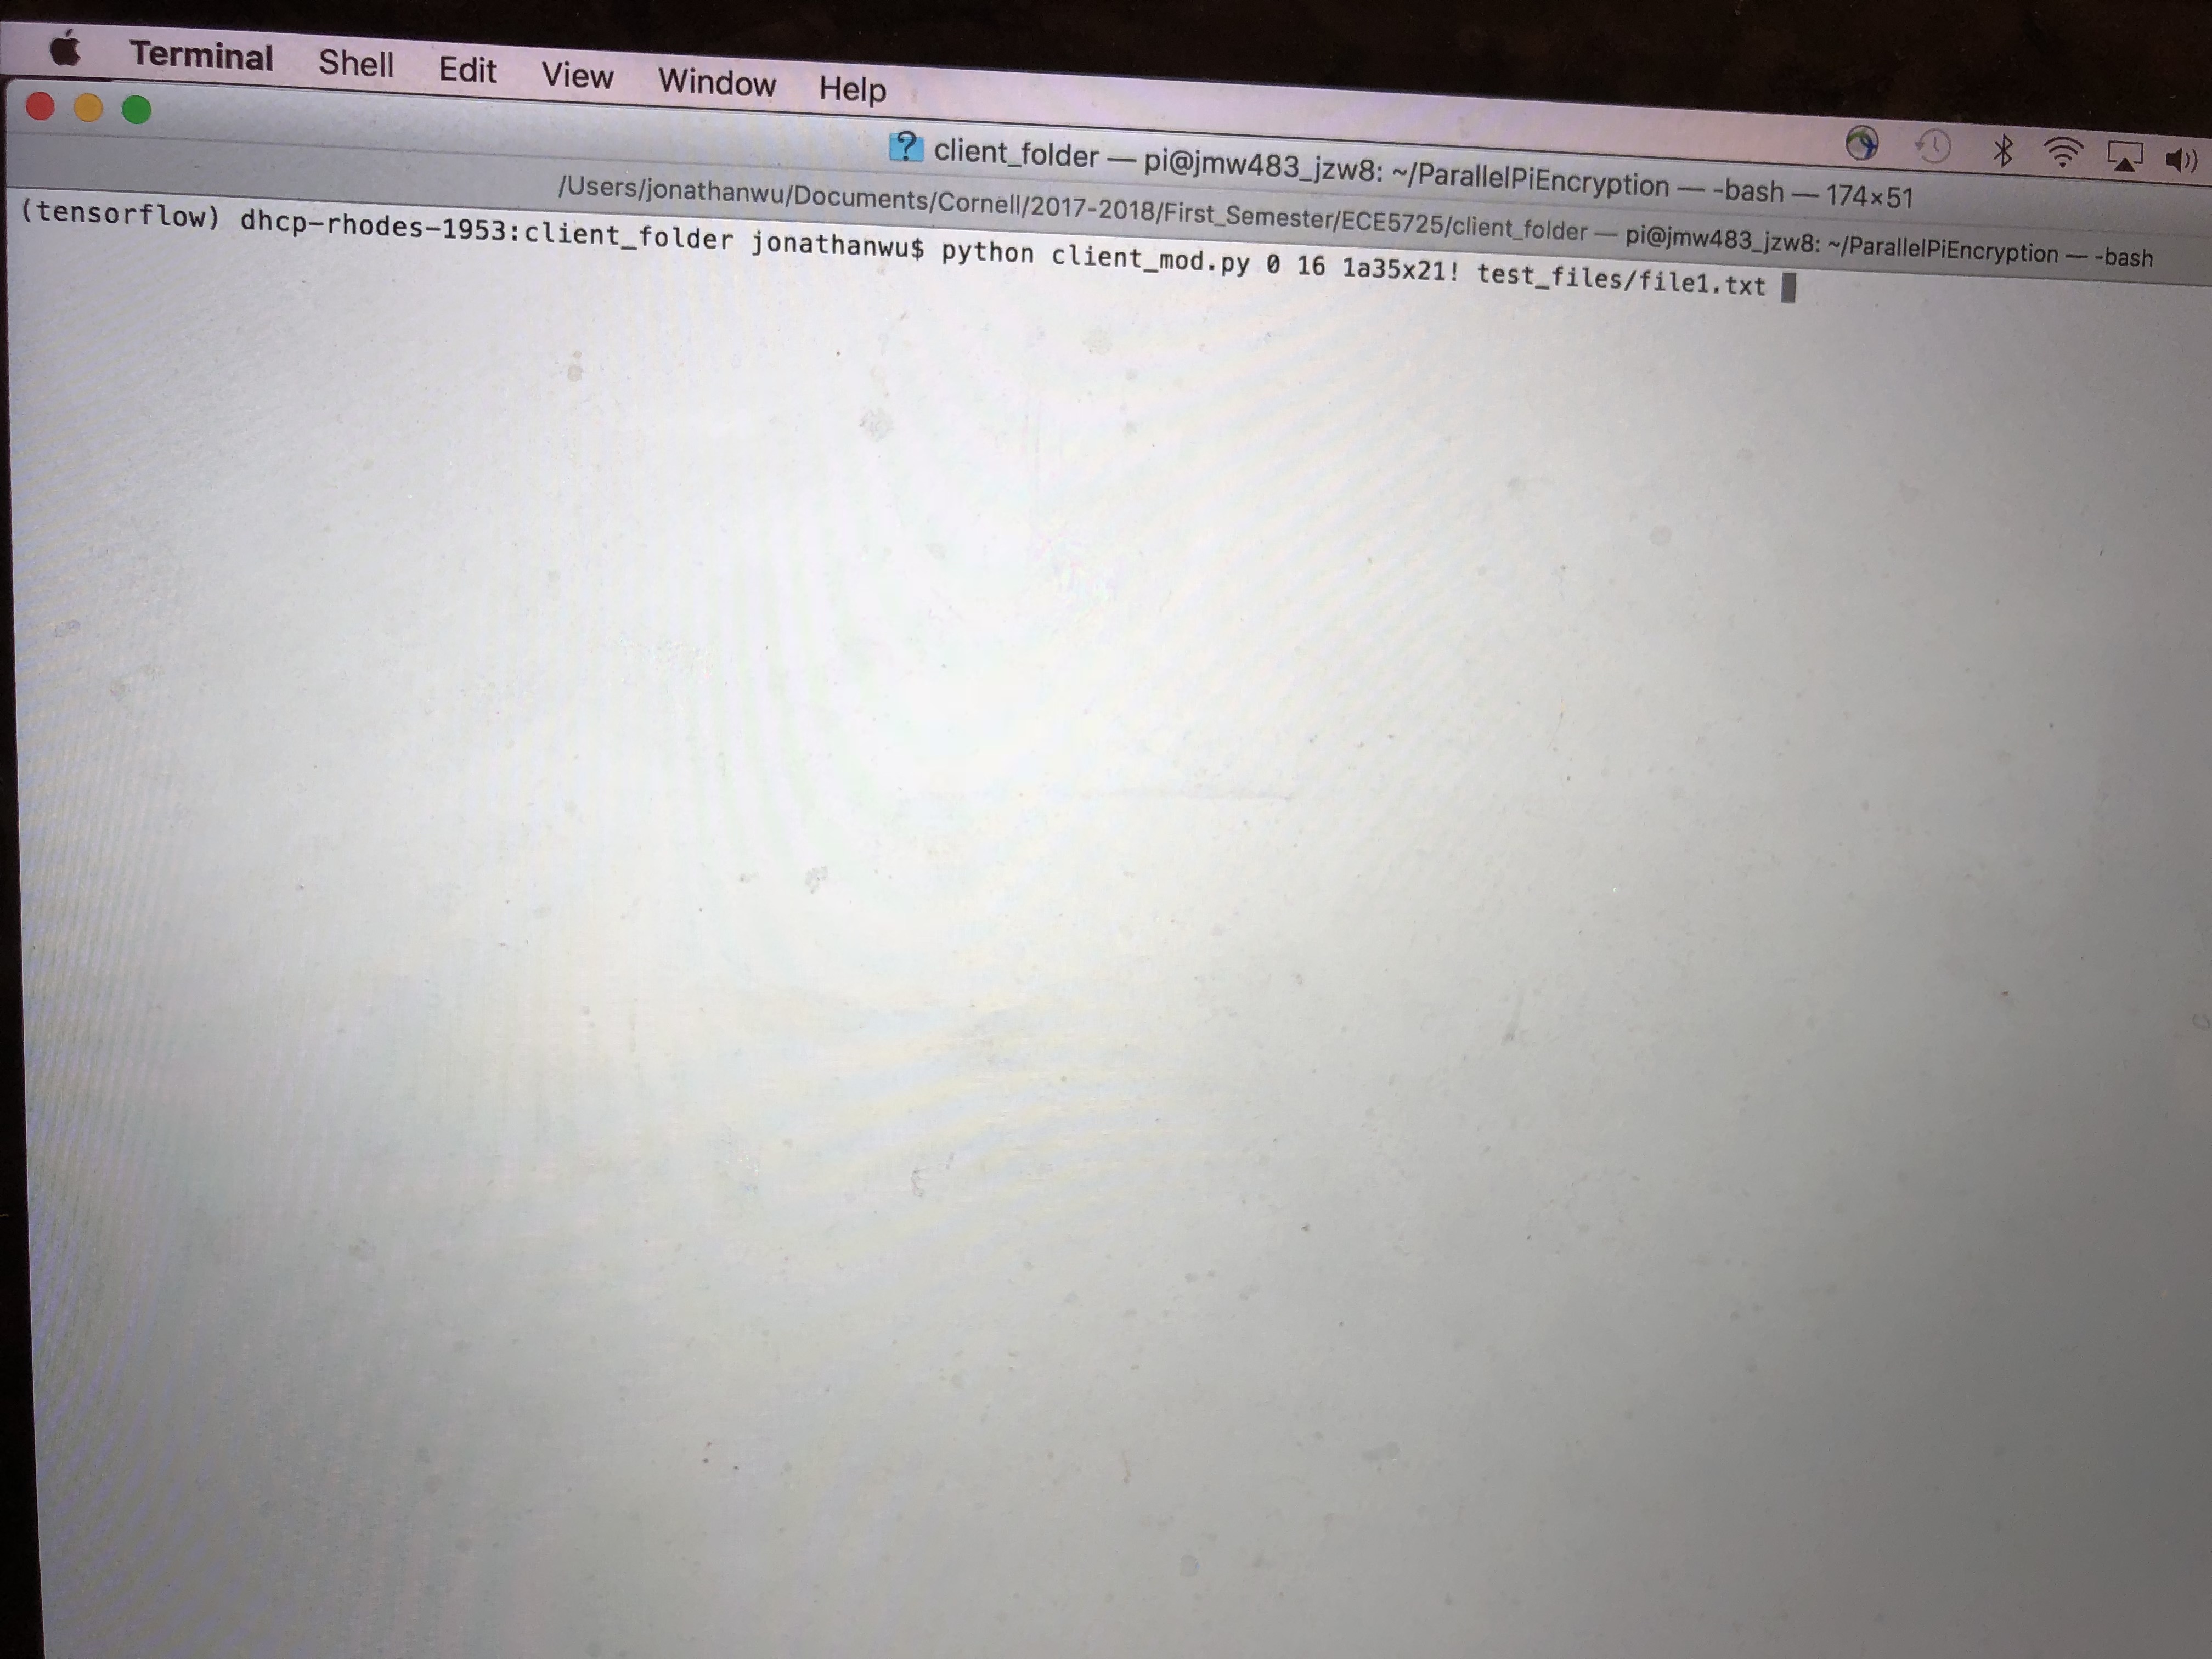 Terminal Shell Edit View Window Help
client_folder — pi@jmw483_jzw8: ~/ParallelPiEncryption — -bash — 174×51
/Users/jonathanwu/Documents/Cornell/2017-2018/First_Semester/ECE5725/client_folder — pi@jmw483_jzw8: ~/ParallelPiEncryption — -bash
(tensorflow) dhcp-rhodes-1953:client_folder jonathanwu$ python client_mod.py 0 16 1a35x21! test_files/file1.txt